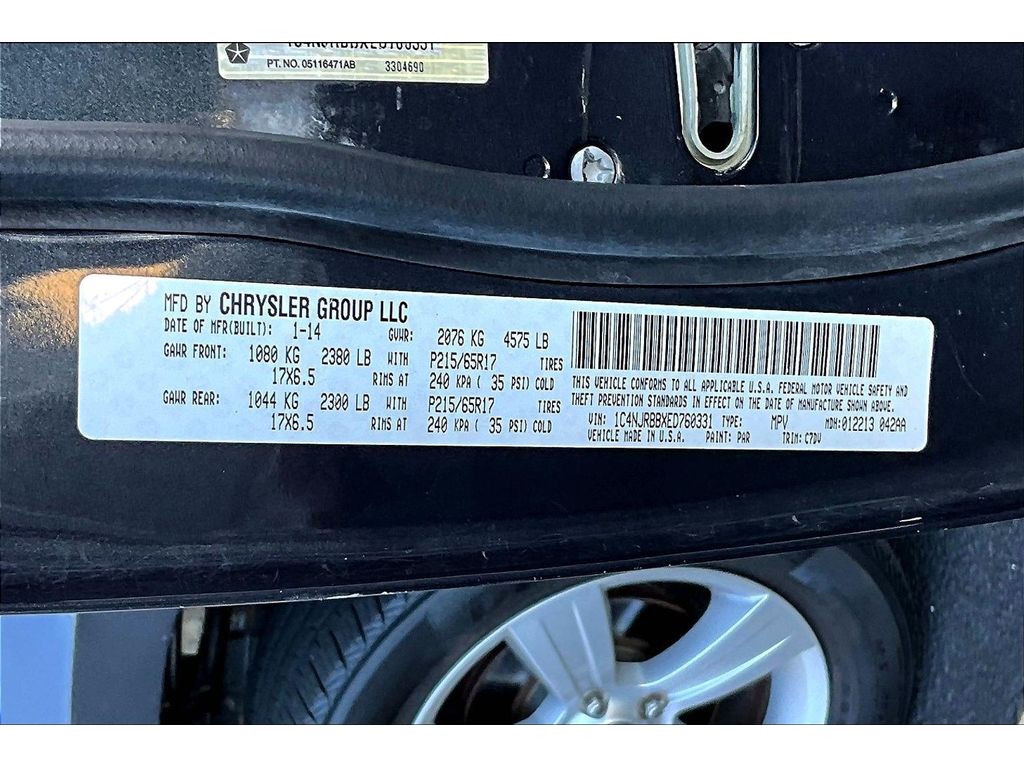 PT. NO. 05116471AB 3304690
MFD BY CHRYSLER GROUP LLC
DATE OF MFR(BUILT): 1-14 GVWR: 2076 KG 4575 LB
GAWR FRONT: 1080 KG 2380 LB WITH P215/65R17 TIRES
17X6.5 RIMS AT 240 KPA ( 35 PSI) COLD
GAWR REAR: 1044 KG 2300 LB WITH P215/65R17 TIRES
17X6.5 RIMS AT 240 KPA ( 35 PSI) COLD
THIS VEHICLE CONFORMS TO ALL APPLICABLE U.S.A. FEDERAL MOTOR VEHICLE SAFETY AND
THEFT PREVENTION STANDARDS IN EFFECT ON THE DATE OF MANUFACTURE SHOWN ABOVE.
VIN: 1C4NJRBBXED760331 TYPE: MPV MDH:012213 042AA
VEHICLE MADE IN U.S.A. PAINT: PAR TRIM: C7DV